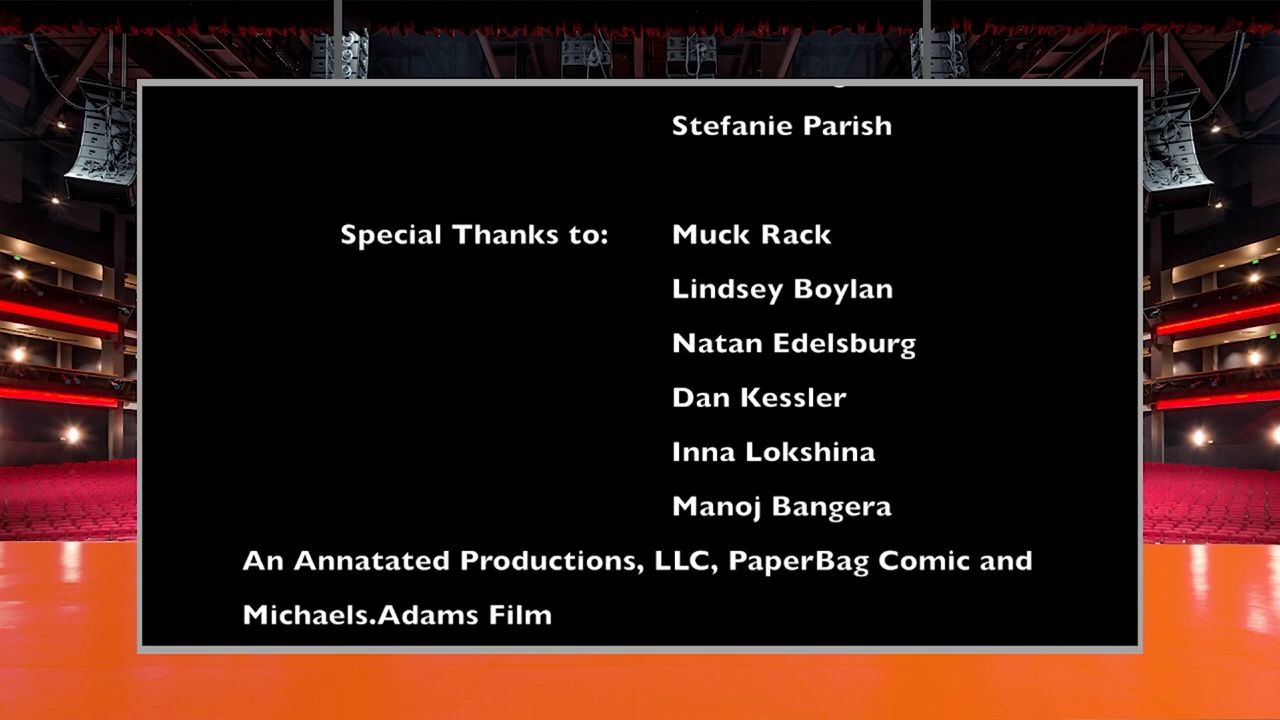 Stefanie Parish
Special Thanks to: Muck Rack
Lindsey Boylan
Natan Edelsburg
Dan Kessler
Inna Lokshina
Manoj Bangera
An Annatated Productions, LLC, PaperBag Comic and
Michaels.Adams Film